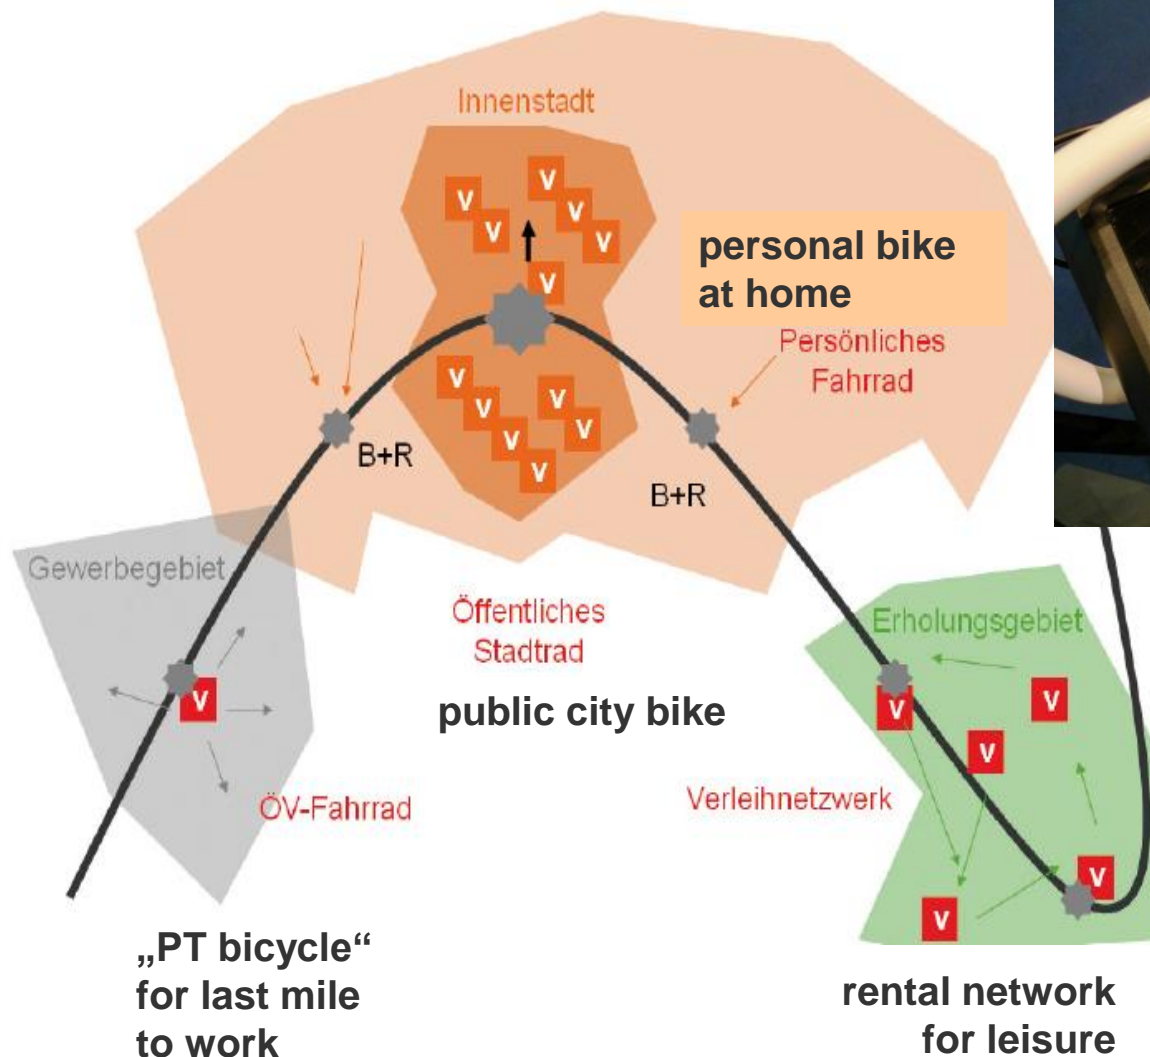 Innenstadt
V
V
V
V
V
V
personal bike
at home
Persönliches
Fahrrad
V
V
V
V
V
V
B+R
B+R
Gewerbegebiet
Öffentliches
Stadtrad
Erholungsgebiet
V
V
V
public city bike
V
ÖV-Fahrrad
Verleihnetzwerk
V
V
„PT bicycle“
for last mile
to work
rental network
for leisure